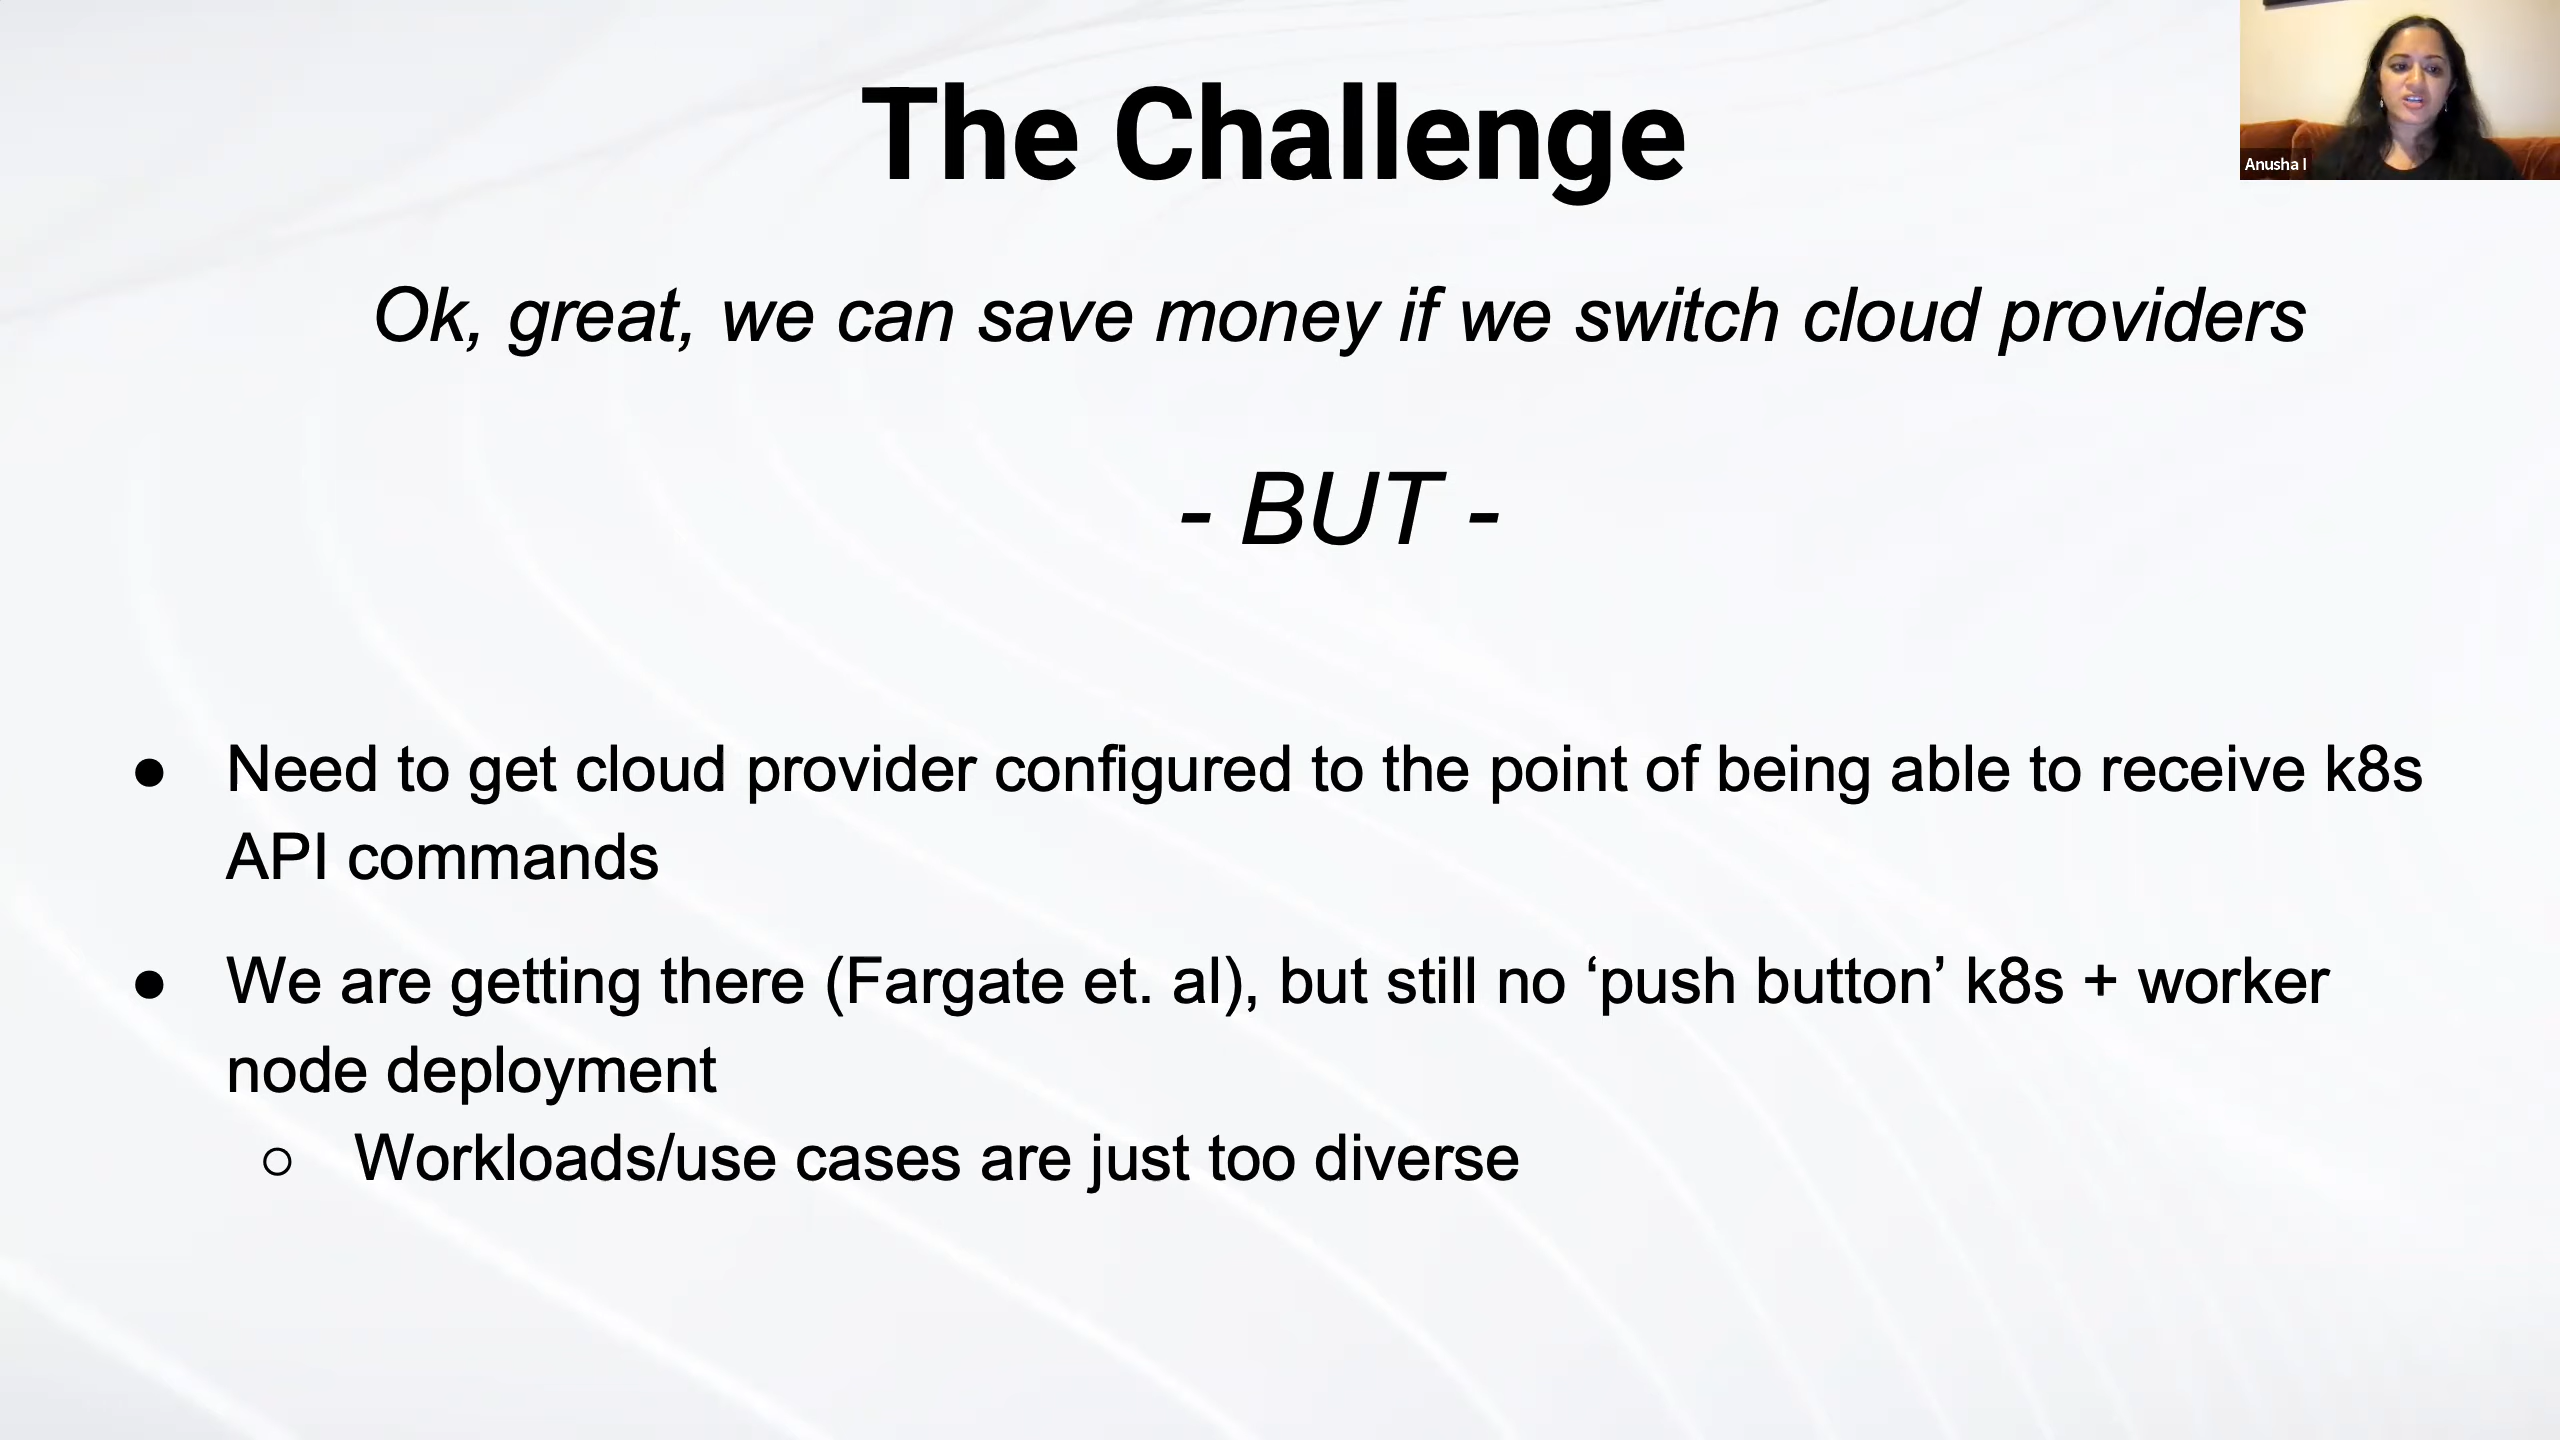 The Challenge
Anusha I
Ok, great, we can save money if we switch cloud providers
- BUT -
● Need to get cloud provider configured to the point of being able to receive k8s
API commands
● We are getting there (Fargate et. al), but still no ‘push button’ k8s + worker
node deployment
○ Workloads/use cases are just too diverse